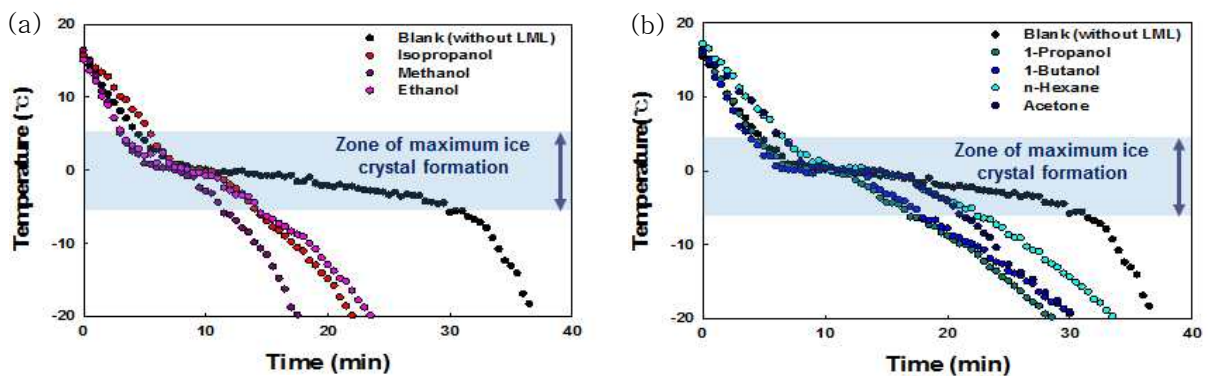 (a)
20
10
0
-10
-20
Temperature (℃)
Blank (without LML)
Isopropanol
Methanol
Ethanol
Zone of maximum ice
crystal formation
0
10
20
30
40
Time (min)
(b)
20
10
0
-10
-20
Temperature(℃)
Blank (without LML)
1-Propanol
1-Butanol
n-Hexane
Acetone
Zone of maximum ice
crystal formation
0
10
20
30
40
Time (min)